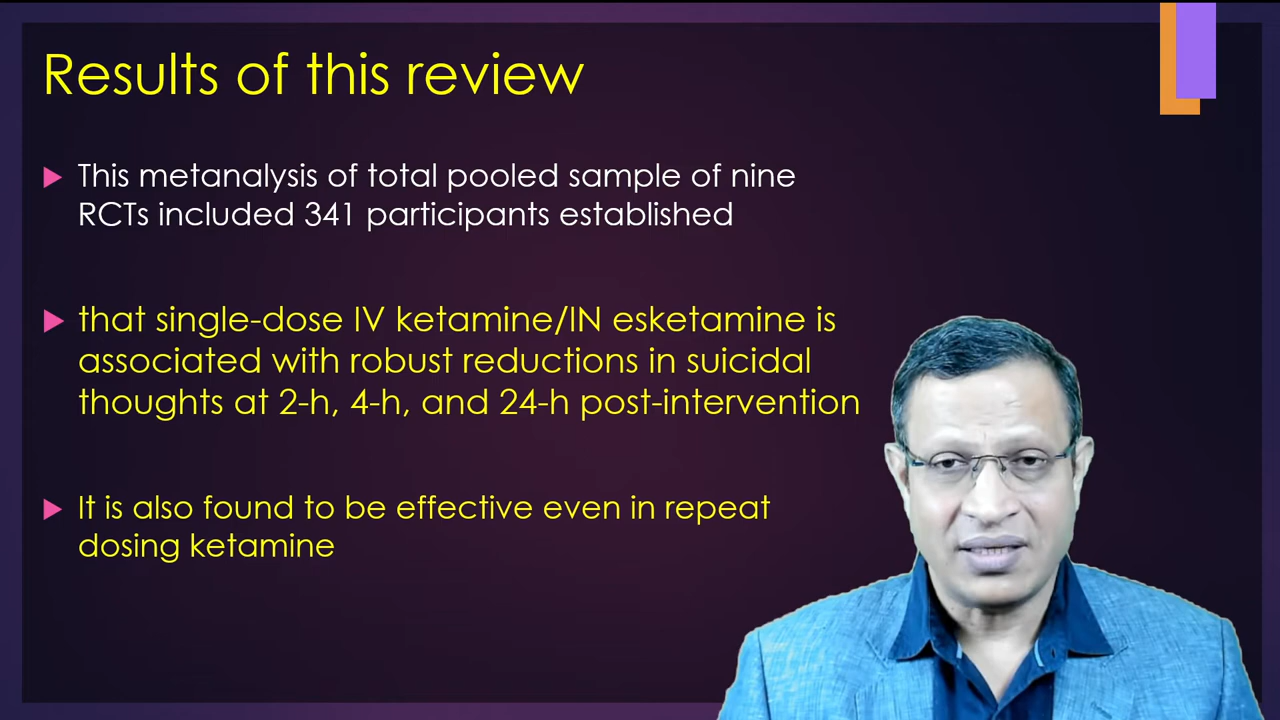 Results of this review
This metanalysis of total pooled sample of nine
RCTs included 341 participants established
that single-dose IV ketamine/IN esketamine is
associated with robust reductions in suicidal
thoughts at 2-h, 4-h, and 24-h post-intervention
It is also found to be effective even in repeat
dosing ketamine